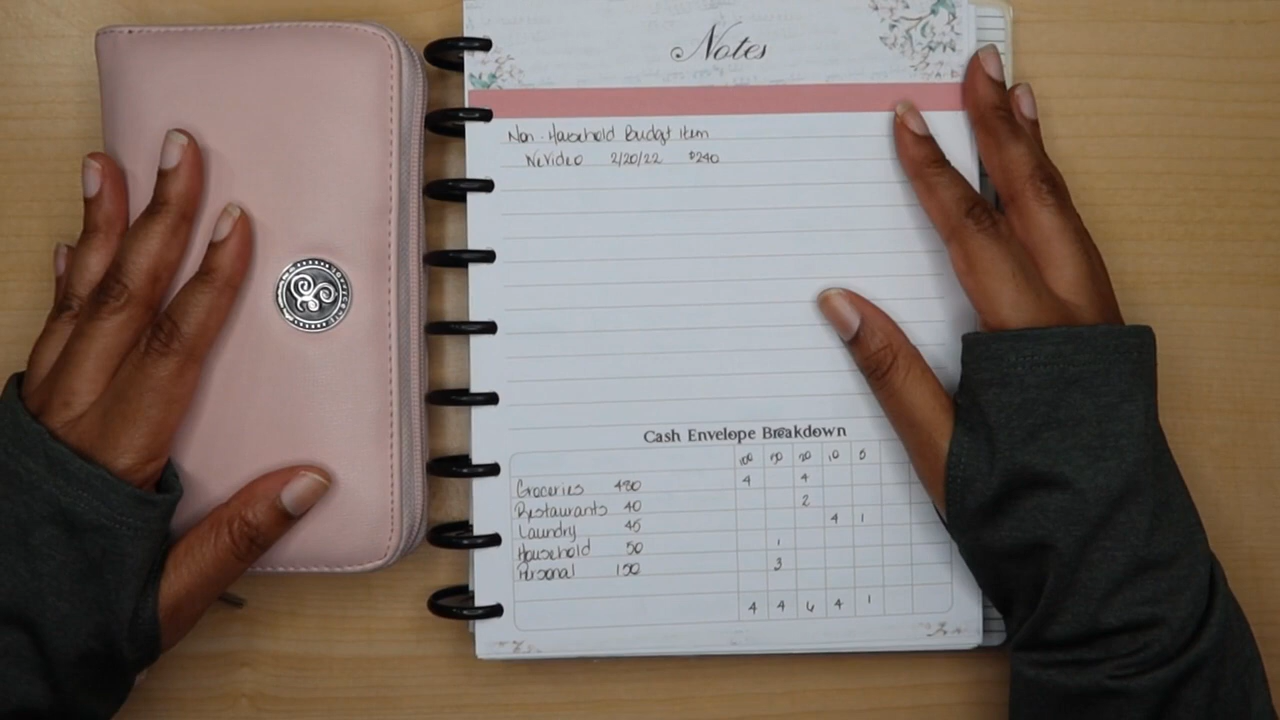 Notes
Non-Household Budget Item
2/20/22 $240
Cash Envelope Breakdown
100 50 20 10 5
Groceries 480 4 4
Restaurants 40 2
Laundry 45 4 1
Household 50 1
Personal 150 3
4 4 6 4 1